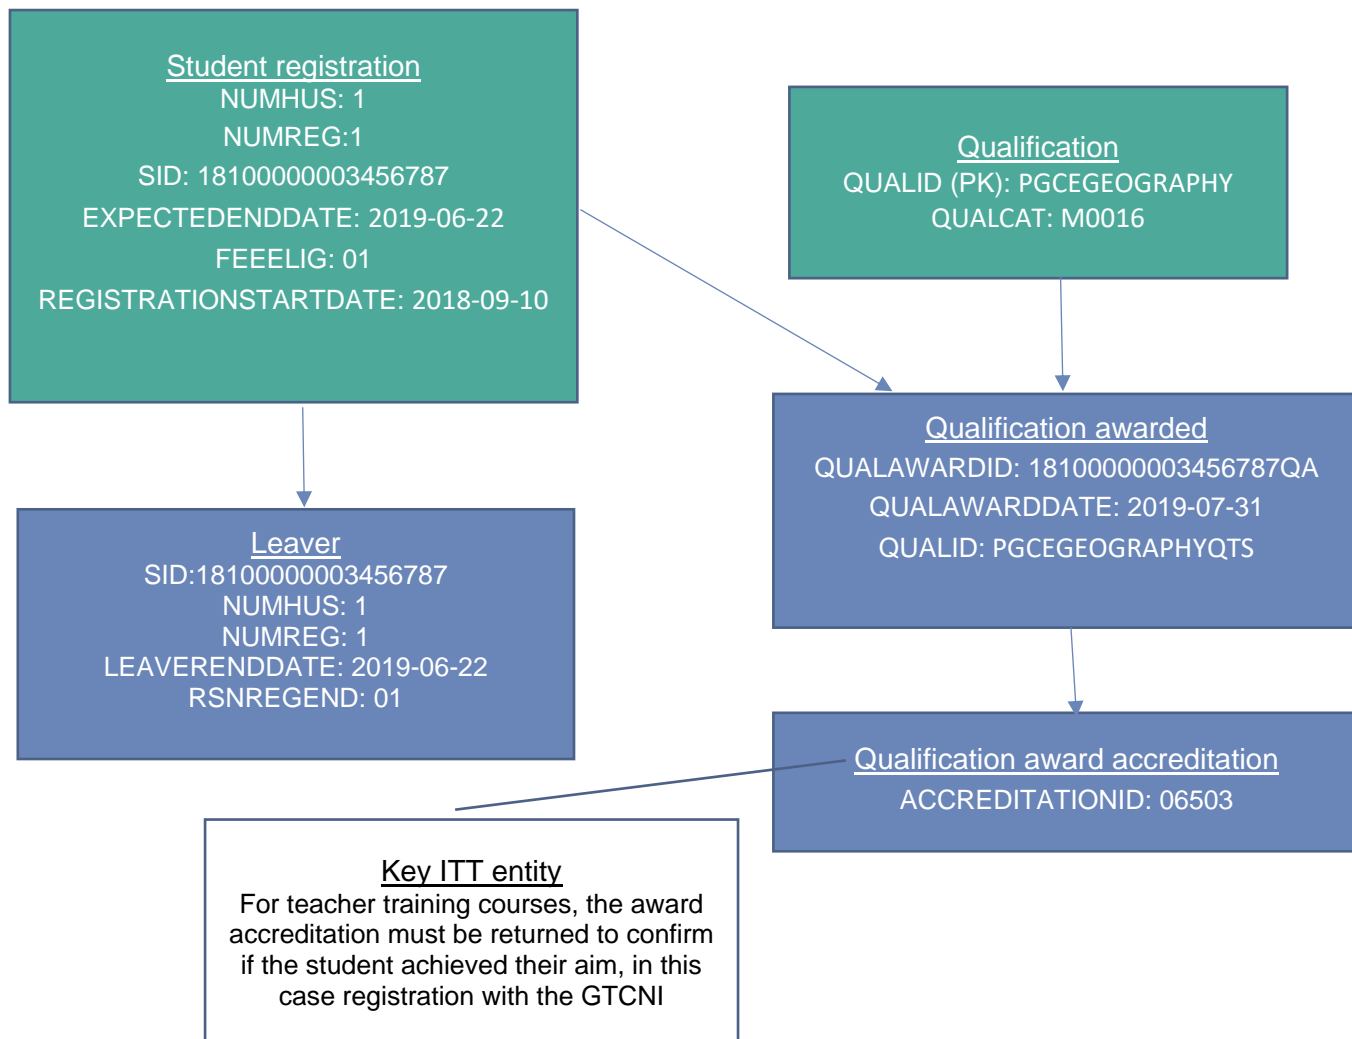 Student registration
NUMHUS: 1
NUMREG:1
SID: 18100000003456787
EXPECTEDENDDATE: 2019-06-22
FEEELIG: 01
REGISTRATIONSTARTDATE: 2018-09-10
Qualification
QUALID (PK): PGCEGEOGRAPHY
QUALCAT: M0016
Qualification awarded
QUALAWARDID: 18100000003456787QA
QUALAWARDDATE: 2019-07-31
QUALID: PGCEGEOGRAPHYQTS
Leaver
SID:18100000003456787
NUMHUS: 1
NUMREG: 1
LEAVERENDDATE: 2019-06-22
RSNREGEND: 01
Qualification award accreditation
ACCREDITATIONID: 06503
Key ITT entity
For teacher training courses, the award
accreditation must be returned to confirm
if the student achieved their aim, in this
case registration with the GTCNI